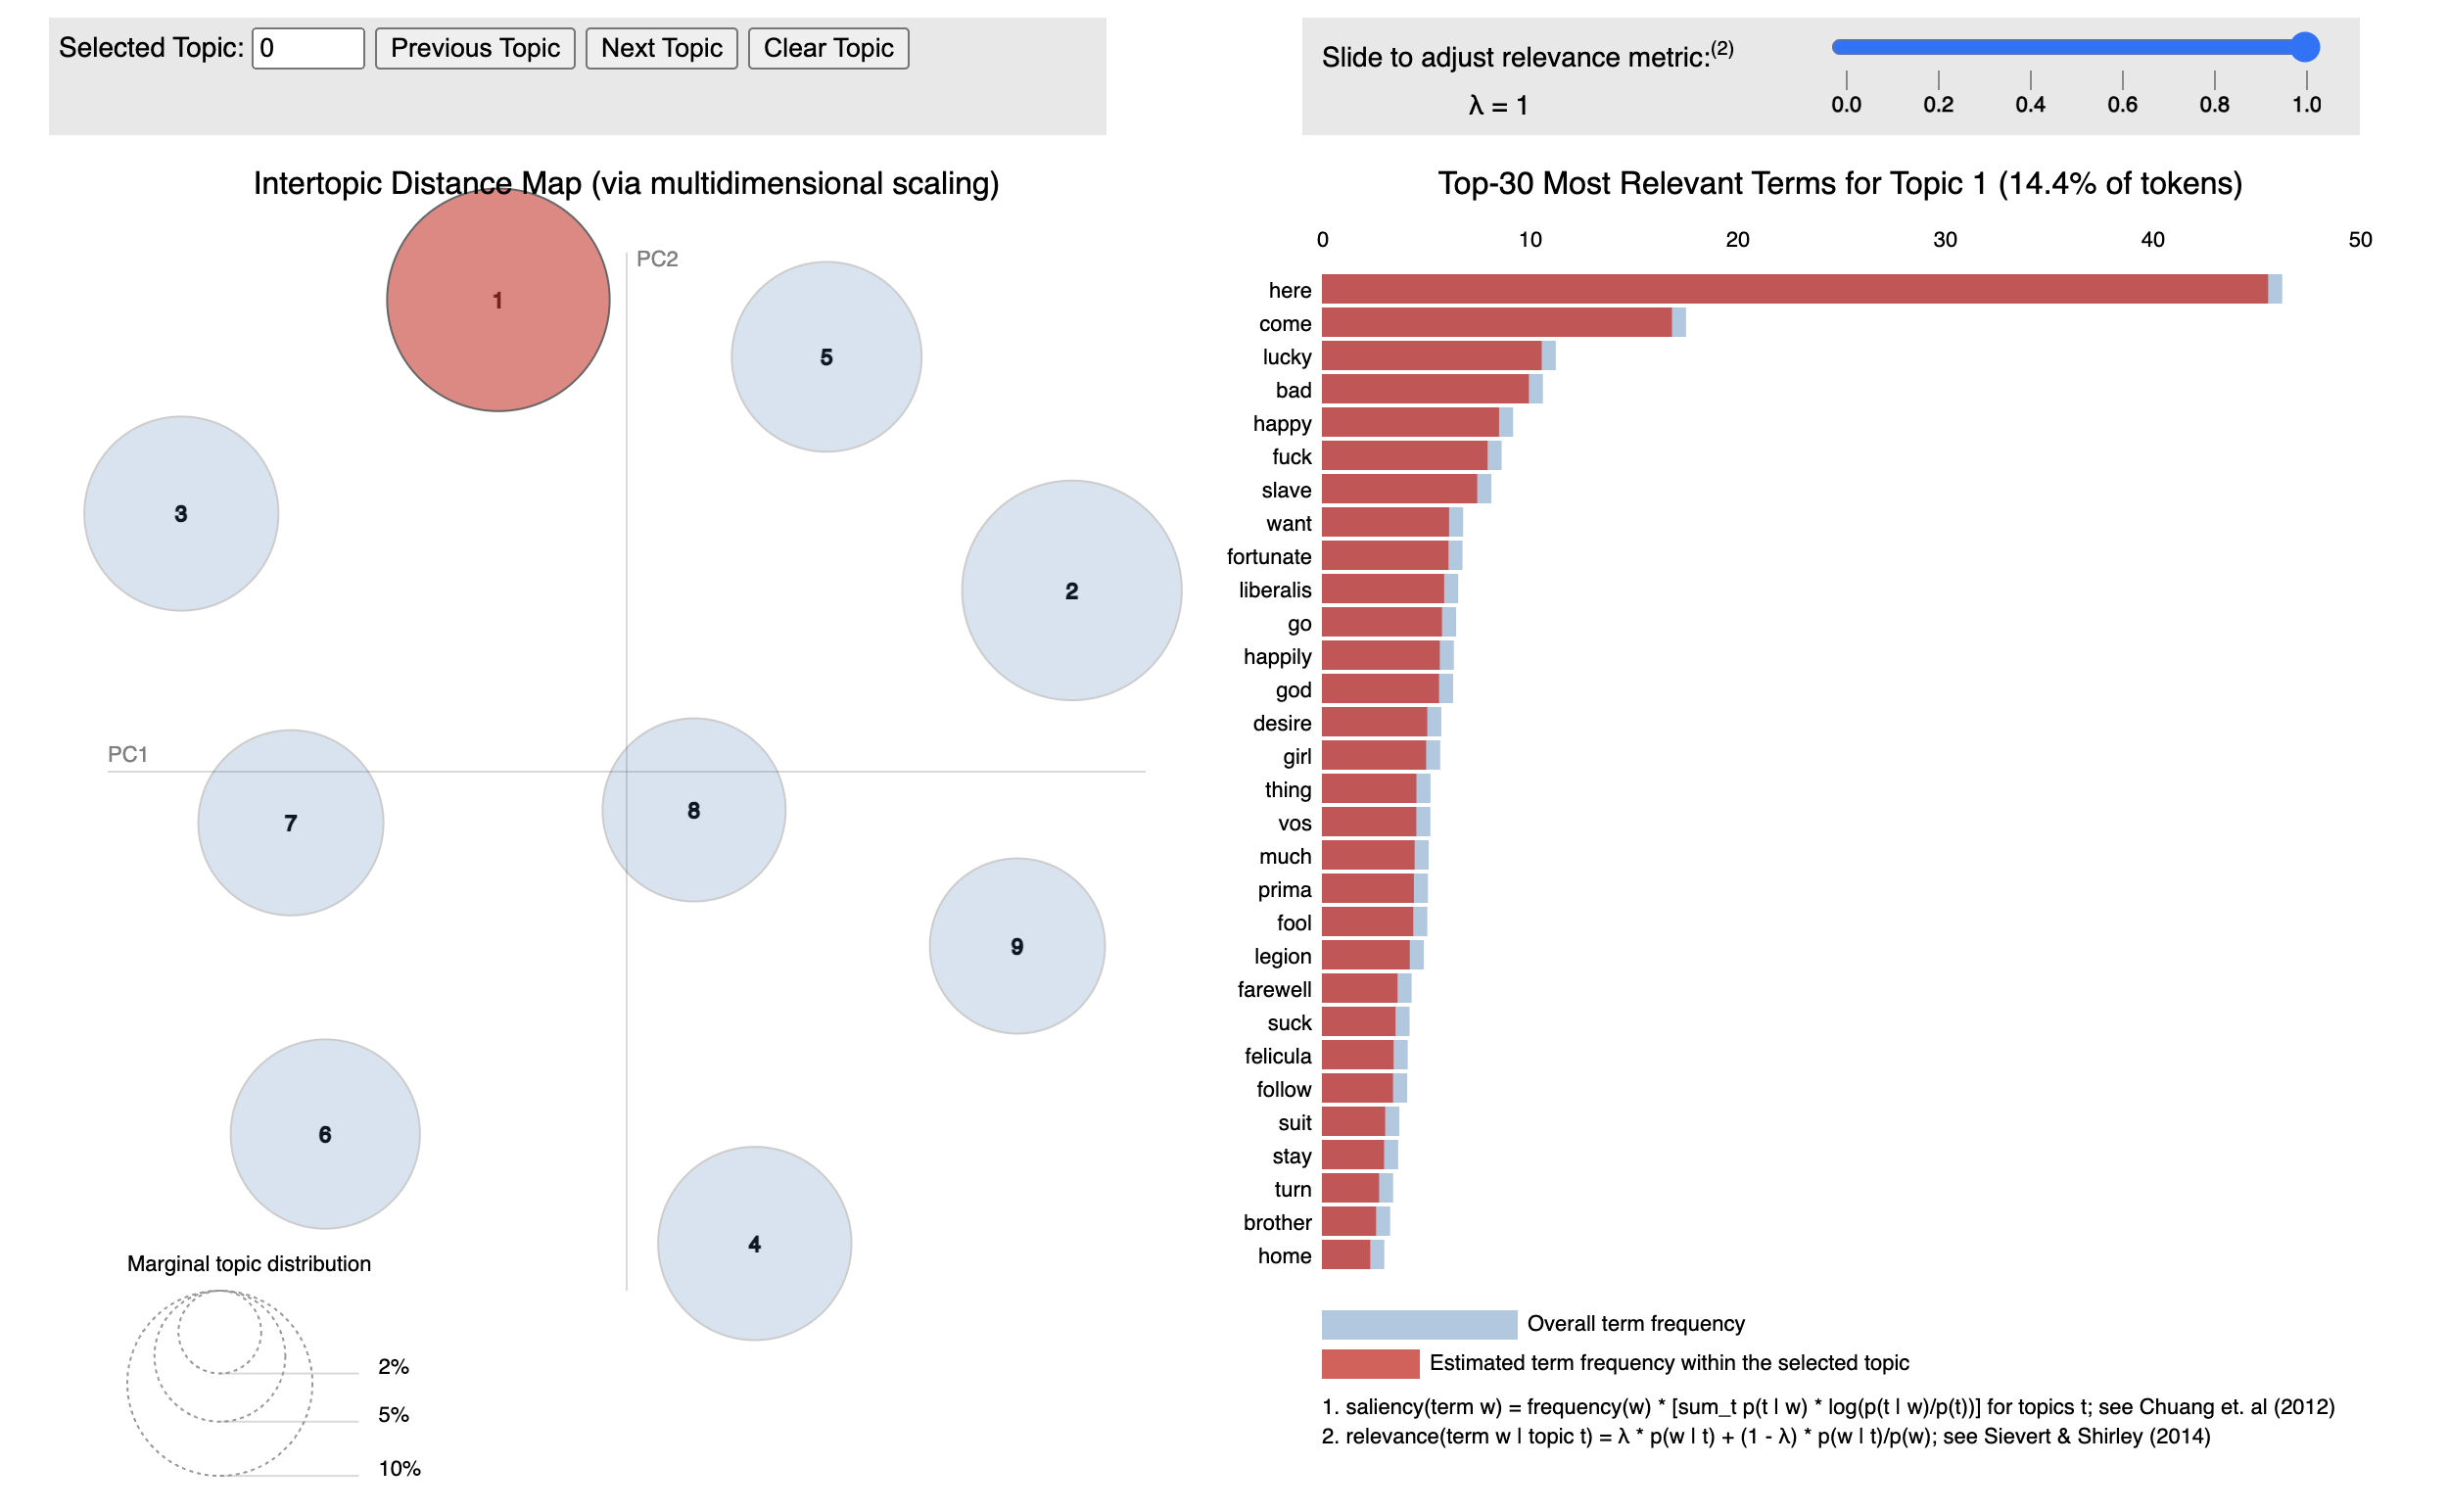 Selected Topic: 0 Previous Topic Next Topic Clear Topic
Slide to adjust relevance metric:(2)
λ = 1
0.0 0.2 0.4 0.6 0.8 1.0
Intertopic Distance Map (via multidimensional scaling)
PC2
PC1
1
5
3
2
7
8
9
6
4
Marginal topic distribution
2%
5%
10%
Top-30 Most Relevant Terms for Topic 1 (14.4% of tokens)
0 10 20 30 40 50
here
come
lucky
bad
happy
fuck
slave
want
fortunate
liberalis
go
happily
god
desire
girl
thing
vos
much
prima
fool
legion
farewell
suck
felicula
follow
suit
stay
turn
brother
home
Overall term frequency
Estimated term frequency within the selected topic
1. saliency(term w) = frequency(w) * [sum_t p(t | w) * log(p(t | w)/p(t))] for topics t; see Chuang et. al (2012)
2. relevance(term w | topic t) = λ * p(w | t) + (1 - λ) * p(w | t)/p(w); see Sievert & Shirley (2014)